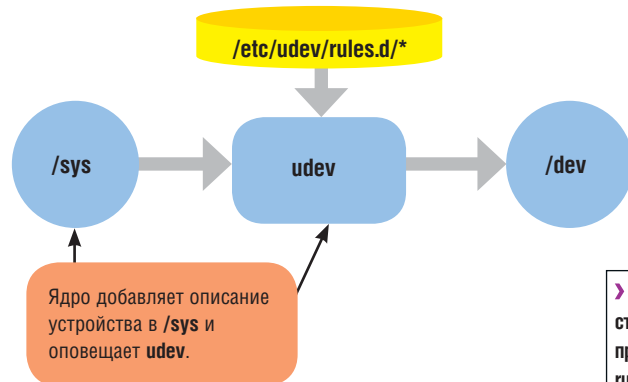 /etc/udev/rules.d/*
/sys
udev
/dev
Ядро добавляет описание
устройства в /sys и
оповещает udev.